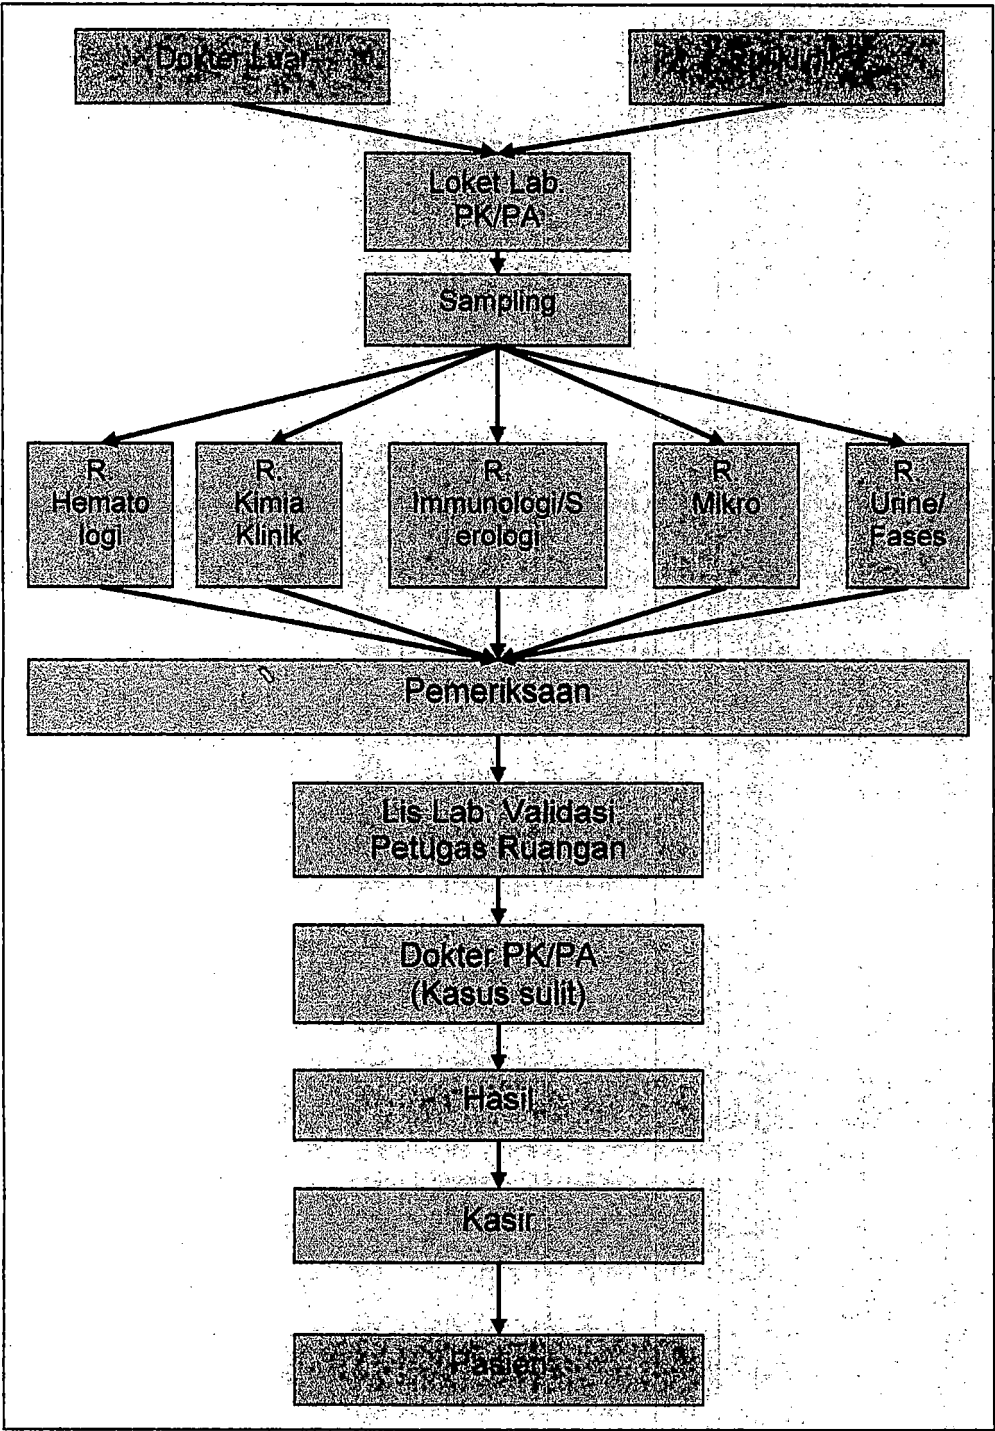 Dokter Luar
Loket Lab.
PK/PA
Sampling
R.
Hemato
logi
R.
Kimia
Klinik
R.
Immunologi/S
erologi
R.
Mikro
R.
Urine/
Fases
Pemeriksaan
Lis Lab Validasi
Petugas Ruangan
Dokter PK/PA
(Kasus sulit)
Hasil
Kasir
Pasien